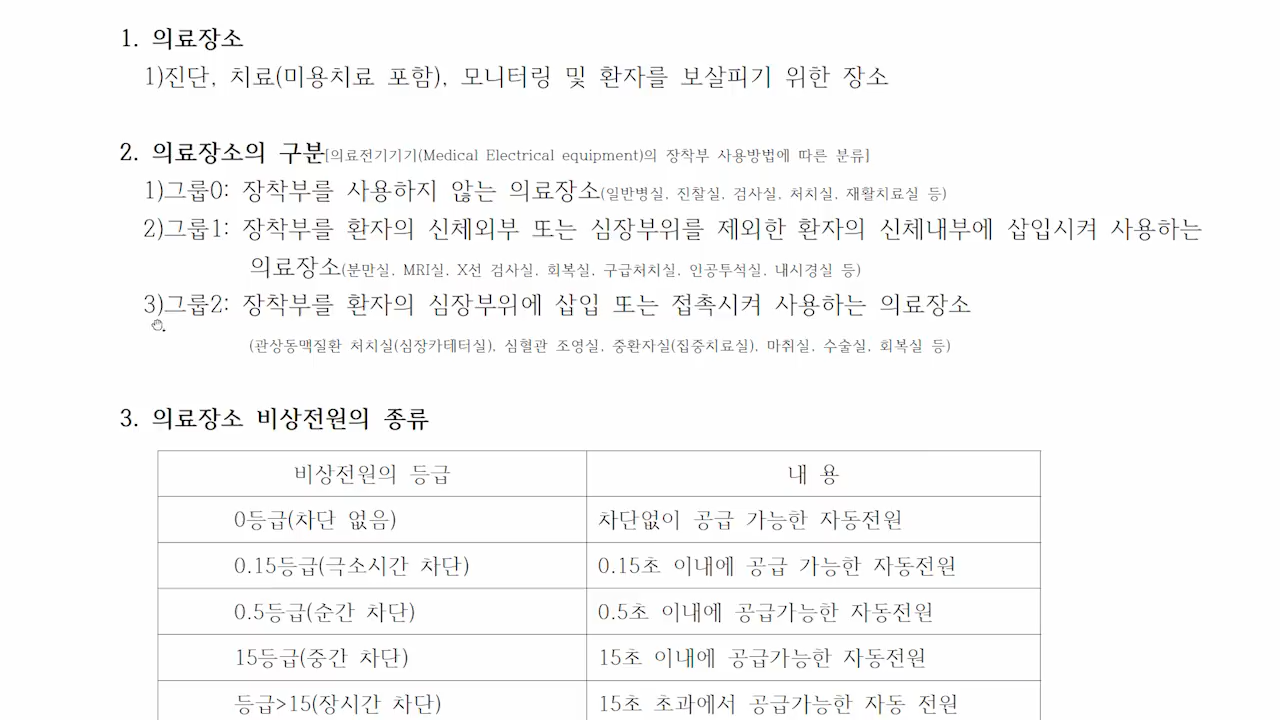 1. 의료장소
1)진단, 치료(미용치료 포함), 모니터링 및 환자를 보살피기 위한 장소
2. 의료장소의 구분[의료전기기기(Medical Electrical equipment)의 장착부 사용방법에 따른 분류]
1)그룹0: 장착부를 사용하지 않는 의료장소(일반병실, 진찰실, 검사실, 처치실, 재활치료실 등)
2)그룹1: 장착부를 환자의 신체외부 또는 심장부위를 제외한 환자의 신체내부에 삽입시켜 사용하는
의료장소(분만실, MRI실, X선 검사실, 회복실, 구급처치실, 인공투석실, 내시경실 등)
3)그룹2: 장착부를 환자의 심장부위에 삽입 또는 접촉시켜 사용하는 의료장소
(관상동맥질환 처치실(심장카테터실), 심혈관 조영실, 중환자실(집중치료실), 마취실, 수술실, 회복실 등)
3. 의료장소 비상전원의 종류
비상전원의 등급 내 용
0등급(차단 없음) 차단없이 공급 가능한 자동전원
0.15등급(극소시간 차단) 0.15초 이내에 공급 가능한 자동전원
0.5등급(순간 차단) 0.5초 이내에 공급가능한 자동전원
15등급(중간 차단) 15초 이내에 공급가능한 자동전원
등급>15(장시간 차단) 15초 초과에서 공급가능한 자동 전원